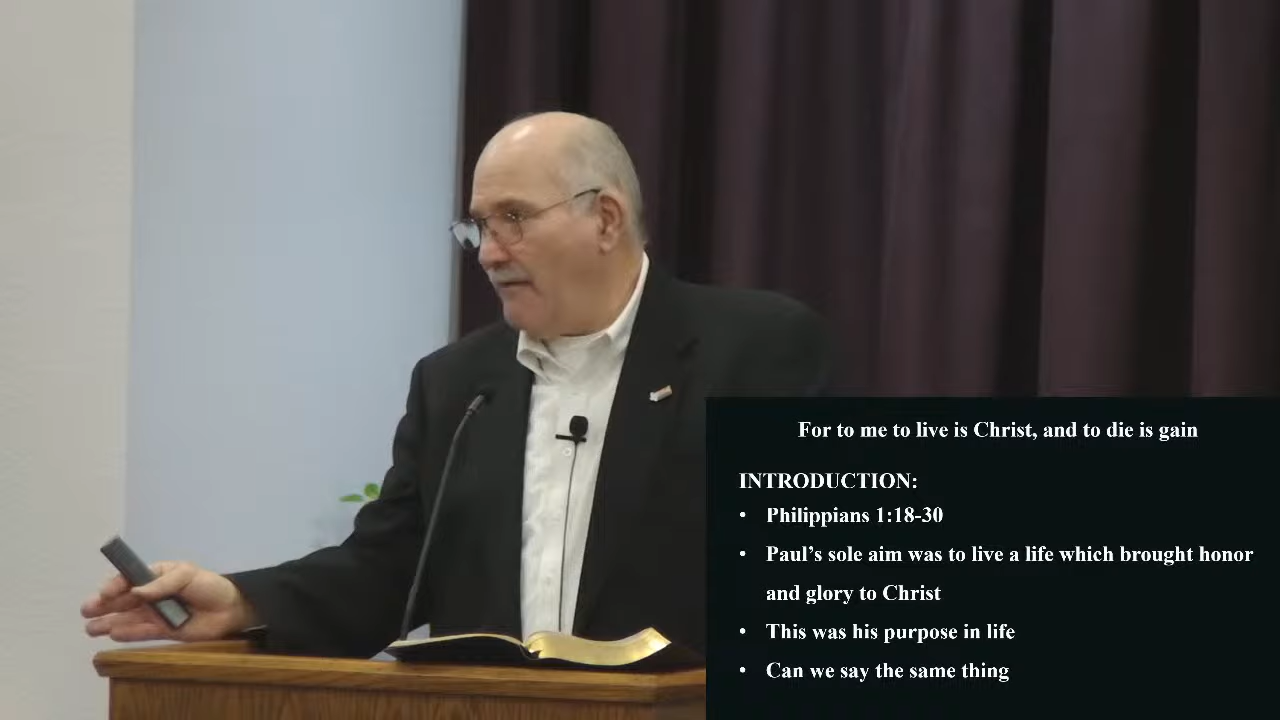 For to me to live is Christ, and to die is gain
INTRODUCTION:
• Philippians 1:18-30
• Paul’s sole aim was to live a life which brought honor
and glory to Christ
• This was his purpose in life
• Can we say the same thing